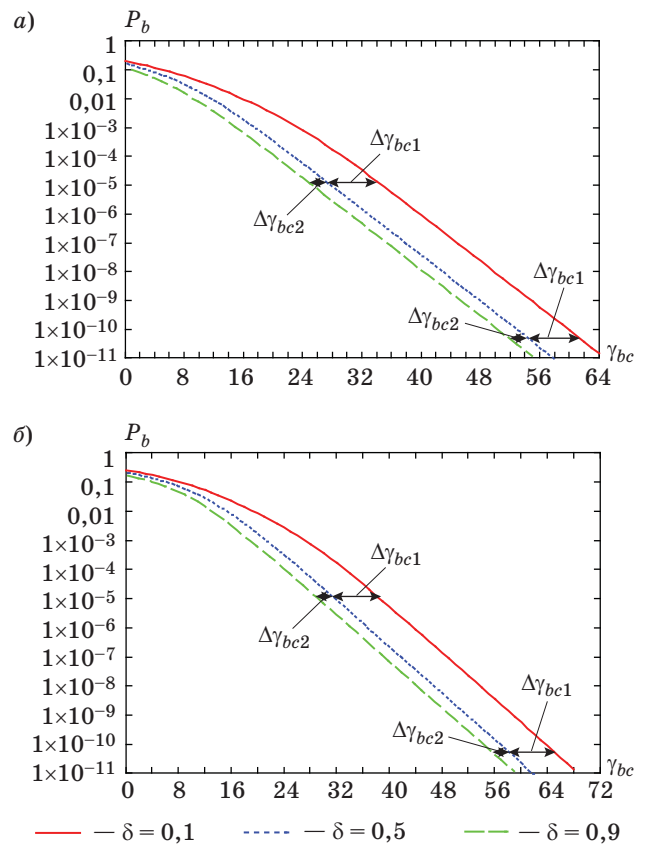 а)
P_b
1
0,1
0,01
1×10⁻³
1×10⁻⁴
1×10⁻⁵
1×10⁻⁶
1×10⁻⁷
1×10⁻⁸
1×10⁻⁹
1×10⁻¹⁰
1×10⁻¹¹
Δγ_bc1
Δγ_bc2
Δγ_bc1
Δγ_bc2
γ_bc
0 8 16 24 32 40 48 56 64
б)
P_b
1
0,1
0,01
1×10⁻³
1×10⁻⁴
1×10⁻⁵
1×10⁻⁶
1×10⁻⁷
1×10⁻⁸
1×10⁻⁹
1×10⁻¹⁰
1×10⁻¹¹
Δγ_bc1
Δγ_bc2
Δγ_bc1
Δγ_bc2
γ_bc
0 8 16 24 32 40 48 56 64 72
— δ = 0,1 — δ = 0,5 — δ = 0,9